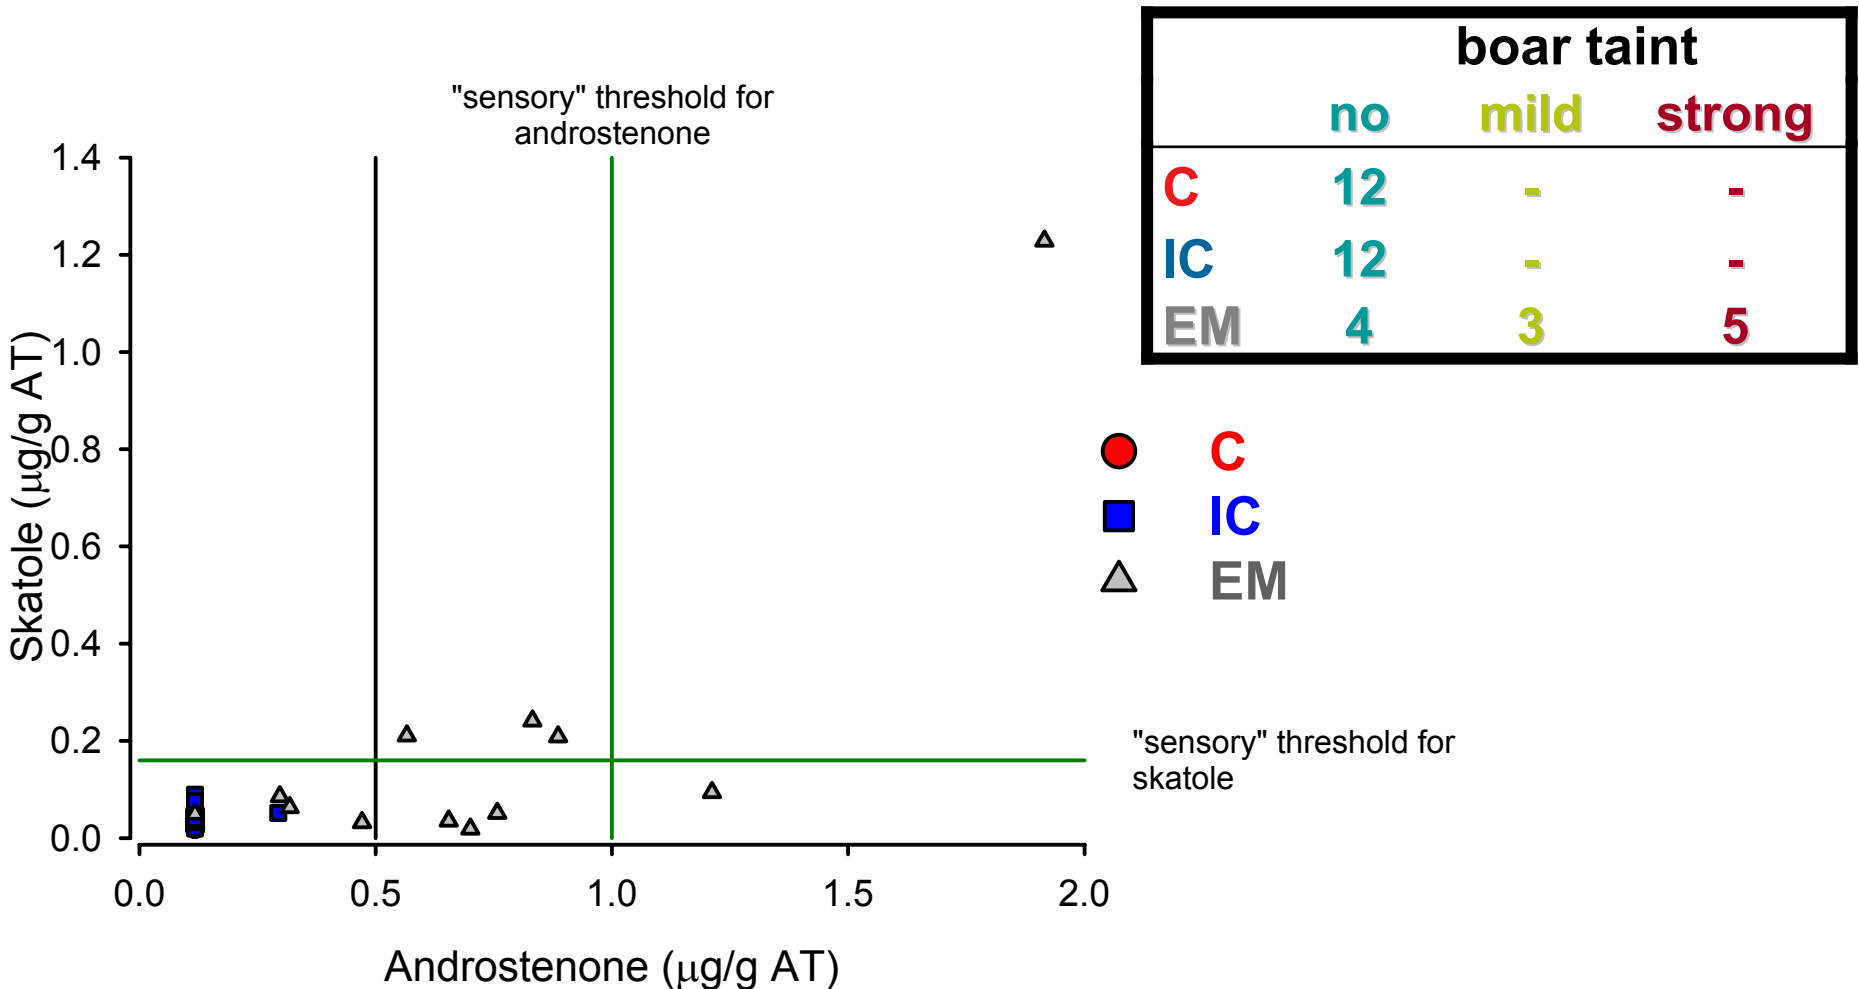 boar taint
no mild strong
C 12 - -
IC 12 - -
EM 4 3 5
"sensory" threshold for
androstenone
1.4
1.2
1.0
0.8
0.6
0.4
0.2
0.0
Skatole (μg/g AT)
C
IC
EM
"sensory" threshold for
skatole
0.0 0.5 1.0 1.5 2.0
Androstenone (μg/g AT)